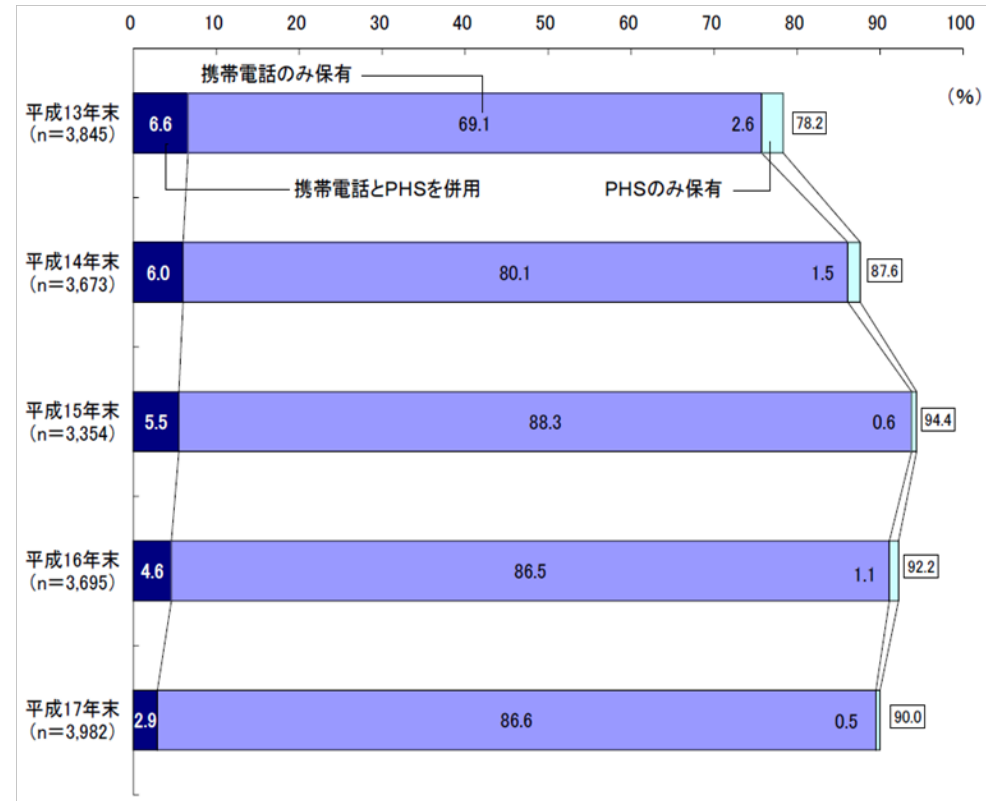 0 10 20 30 40 50 60 70 80 90 100
(%)
携帯電話のみ保有
平成13年末
(n=3,845)
6.6 69.1 2.6 78.2
携帯電話とPHSを併用 PHSのみ保有
平成14年末
(n=3,673)
6.0 80.1 1.5 87.6
平成15年末
(n=3,354)
5.5 88.3 0.6 94.4
平成16年末
(n=3,695)
4.6 86.5 1.1 92.2
平成17年末
(n=3,982)
2.9 86.6 0.5 90.0